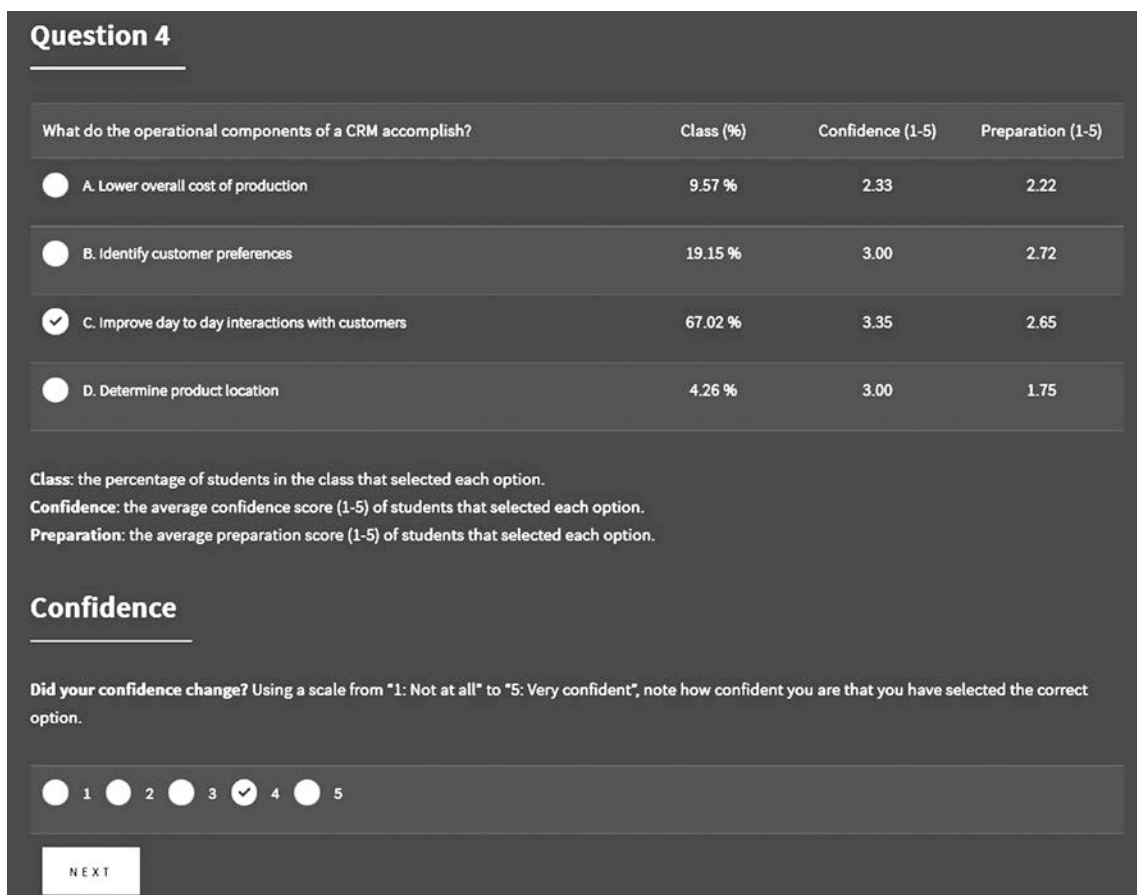 Question 4
What do the operational components of a CRM accomplish? Class (%) Confidence (1-5) Preparation (1-5)
A. Lower overall cost of production 9.57 % 2.33 2.22
B. Identify customer preferences 19.15 % 3.00 2.72
C. Improve day to day interactions with customers 67.02 % 3.35 2.65
D. Determine product location 4.26 % 3.00 1.75
Class: the percentage of students in the class that selected each option.
Confidence: the average confidence score (1-5) of students that selected each option.
Preparation: the average preparation score (1-5) of students that selected each option.
Confidence
Did your confidence change? Using a scale from "1: Not at all" to "5: Very confident", note how confident you are that you have selected the correct
option.
1 2 3 4 5
NEXT